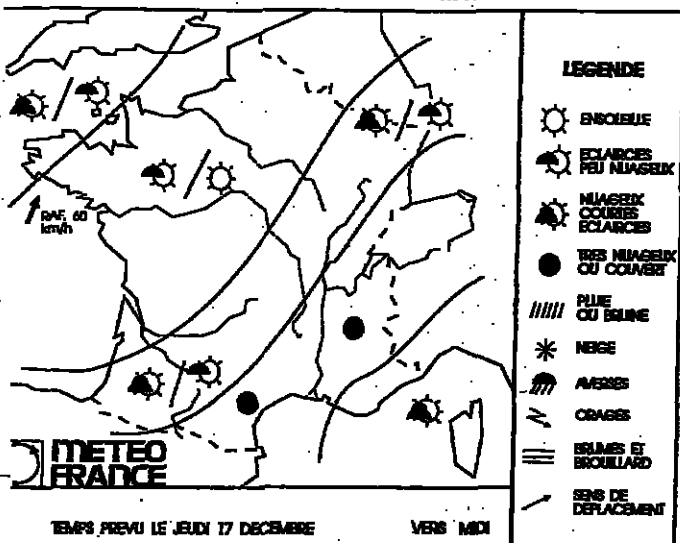 RAF. 60
km/h
METEO
FRANCE
TEMPS PREVU LE JEUDI 17 DECEMBRE VERS MIDI
LEGENDE
ENSOLEILLE
ECLAIRCIES
PEU NUAGEUX
NUAGEUX
COURTES
ECLAIRCIES
TRES NUAGEUX
OU COUVERT
PLUIE
OU BRUINE
NEIGE
AVERSES
ORAGES
BRUMES ET
BROUILLARD
SENS DE
DEPLACEMENT